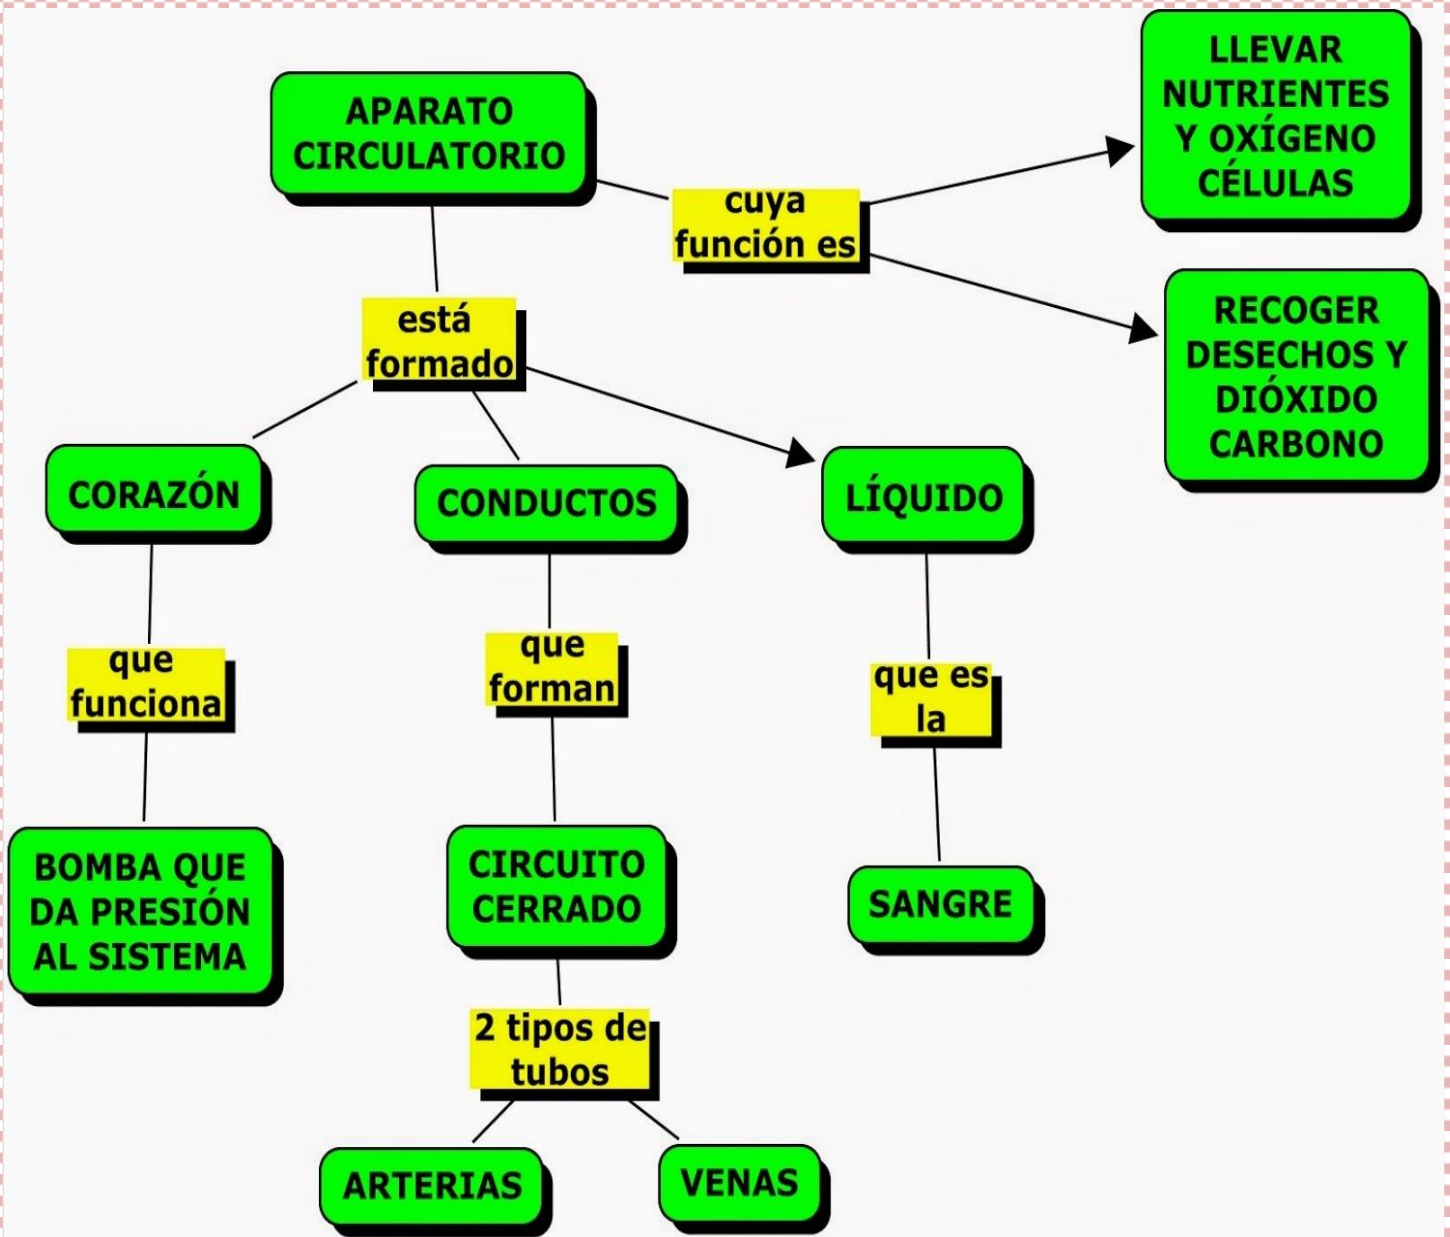 APARATO
CIRCULATORIO
cuya
función es
LLEVAR
NUTRIENTES
Y OXÍGENO
CÉLULAS
RECOGER
DESECHOS Y
DIÓXIDO
CARBONO
está
formado
CORAZÓN
CONDUCTOS
LÍQUIDO
que
funciona
que
forman
que es
la
BOMBA QUE
DA PRESIÓN
AL SISTEMA
CIRCUITO
CERRADO
SANGRE
2 tipos de
tubos
ARTERIAS
VENAS